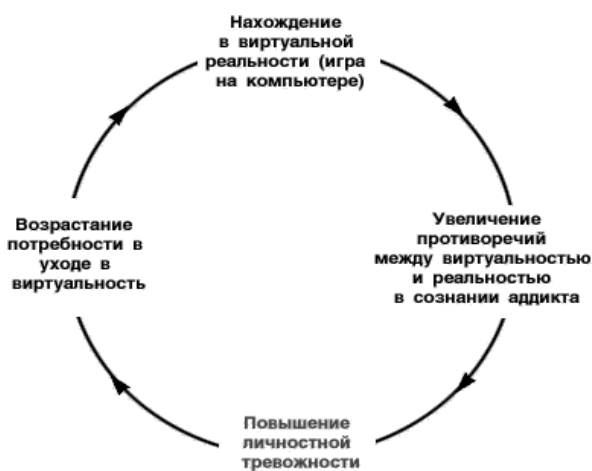 Нахождение
в виртуальной
реальности (игра
на компьютере)
Увеличение
противоречий
между виртуальностью
и реальностью
в сознании аддикта
Повышение
личностной
тревожности
Возрастание
потребности в
уходе в
виртуальность